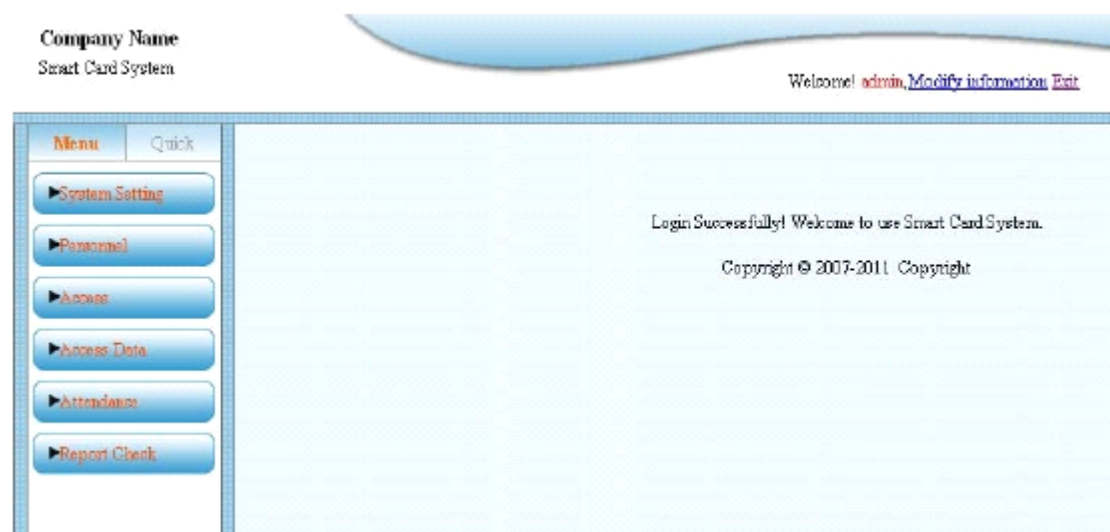 Company Name
Smart Card System
Welcome! admin, Modify information Exit
Menu Quick
►System Setting
►Personnel
►Access
►Access Data
►Attendance
►Report Check
Login Successfully! Welcome to use Smart Card System.
Copyright © 2007-2011 Copyright